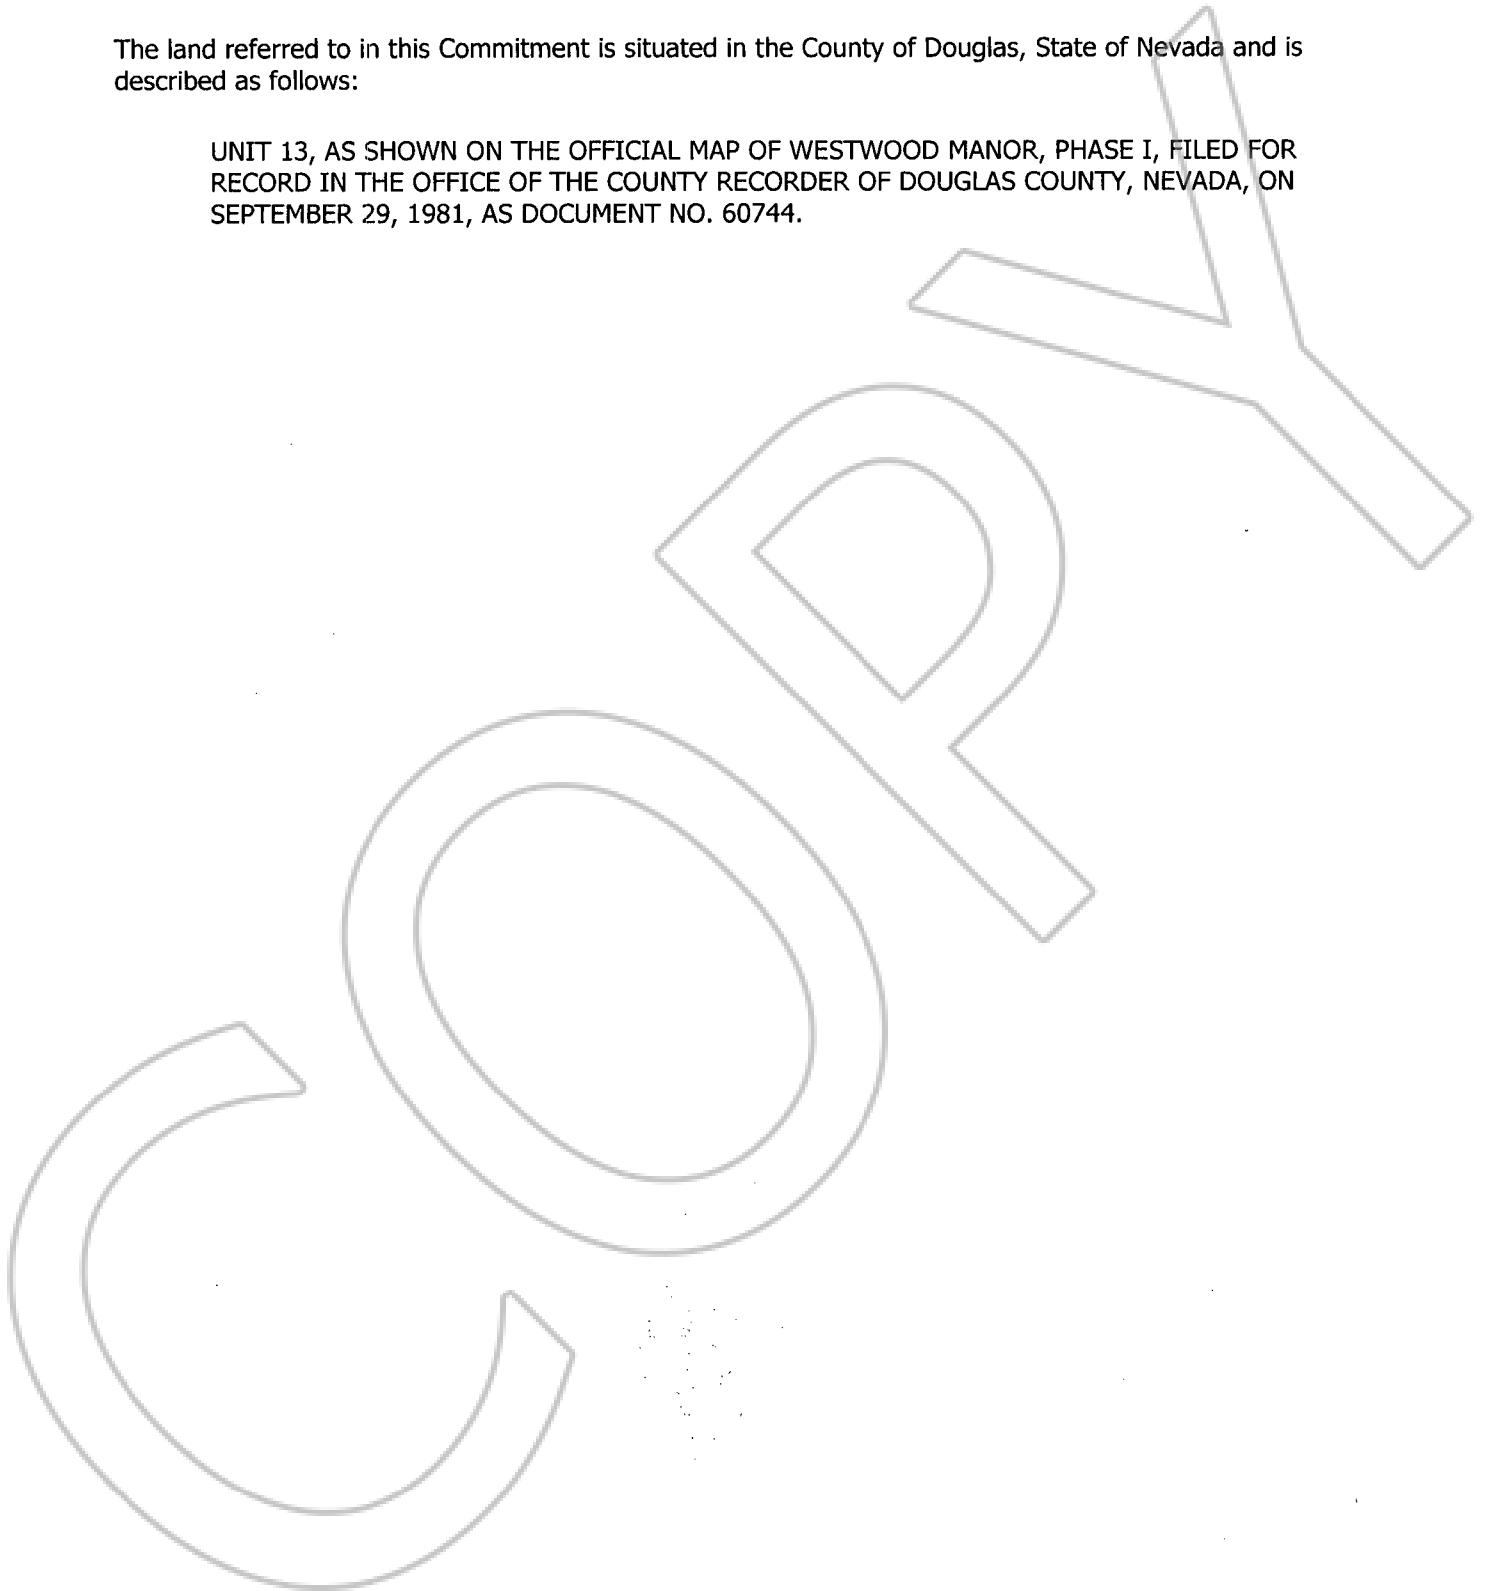 The land referred to in this Commitment is situated in the County of Douglas, State of Nevada and is
described as follows:
UNIT 13, AS SHOWN ON THE OFFICIAL MAP OF WESTWOOD MANOR, PHASE I, FILED FOR
RECORD IN THE OFFICE OF THE COUNTY RECORDER OF DOUGLAS COUNTY, NEVADA, ON
SEPTEMBER 29, 1981, AS DOCUMENT NO. 60744.
COPY